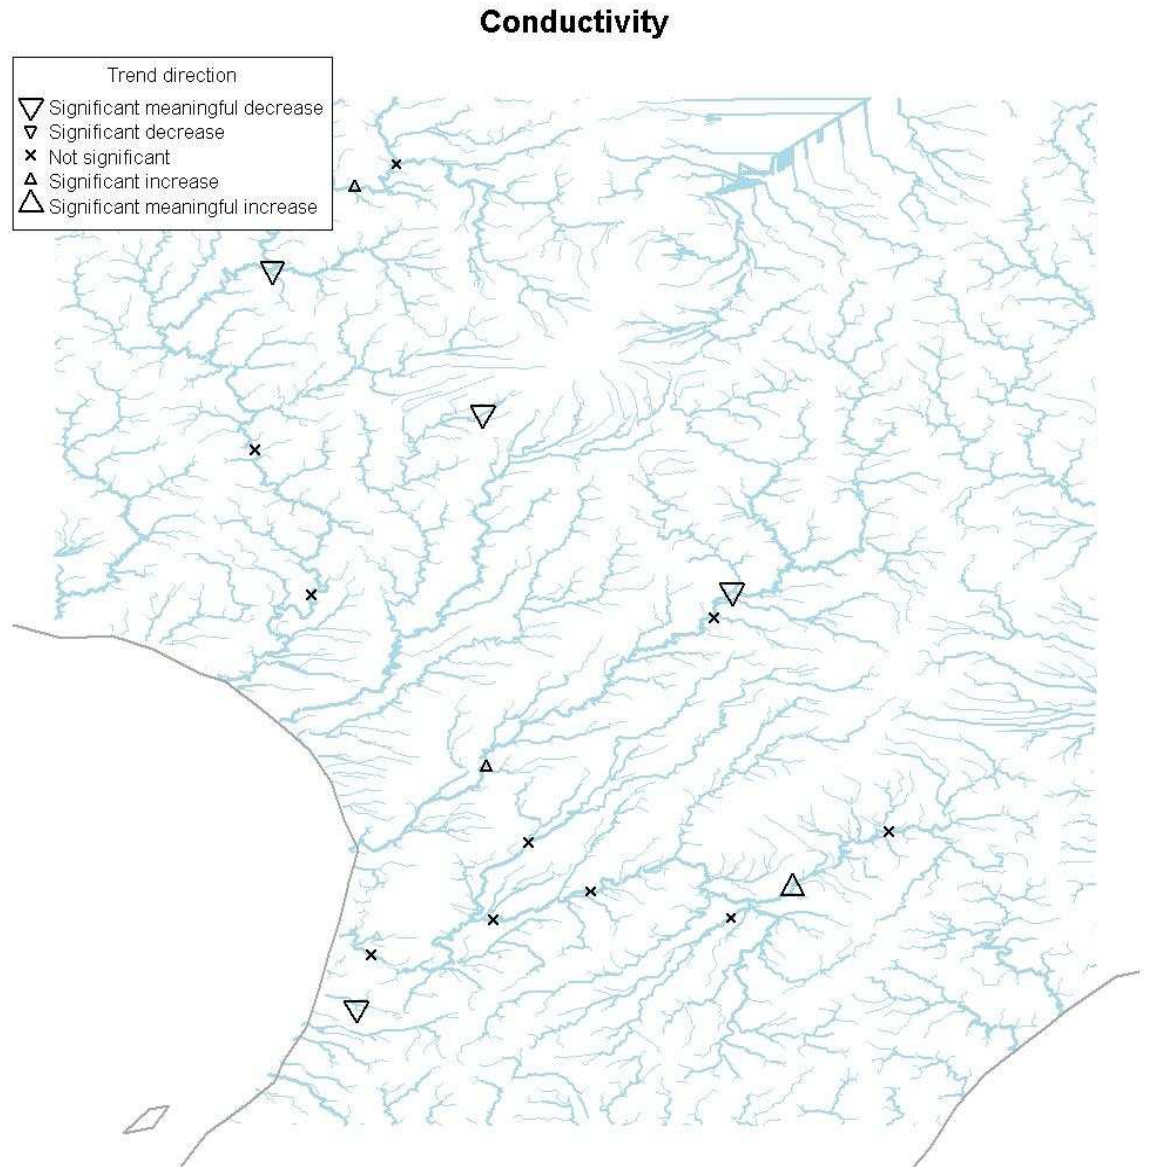 Conductivity
Trend direction
Significant meaningful decrease
Significant decrease
Not significant
Significant increase
Significant meaningful increase